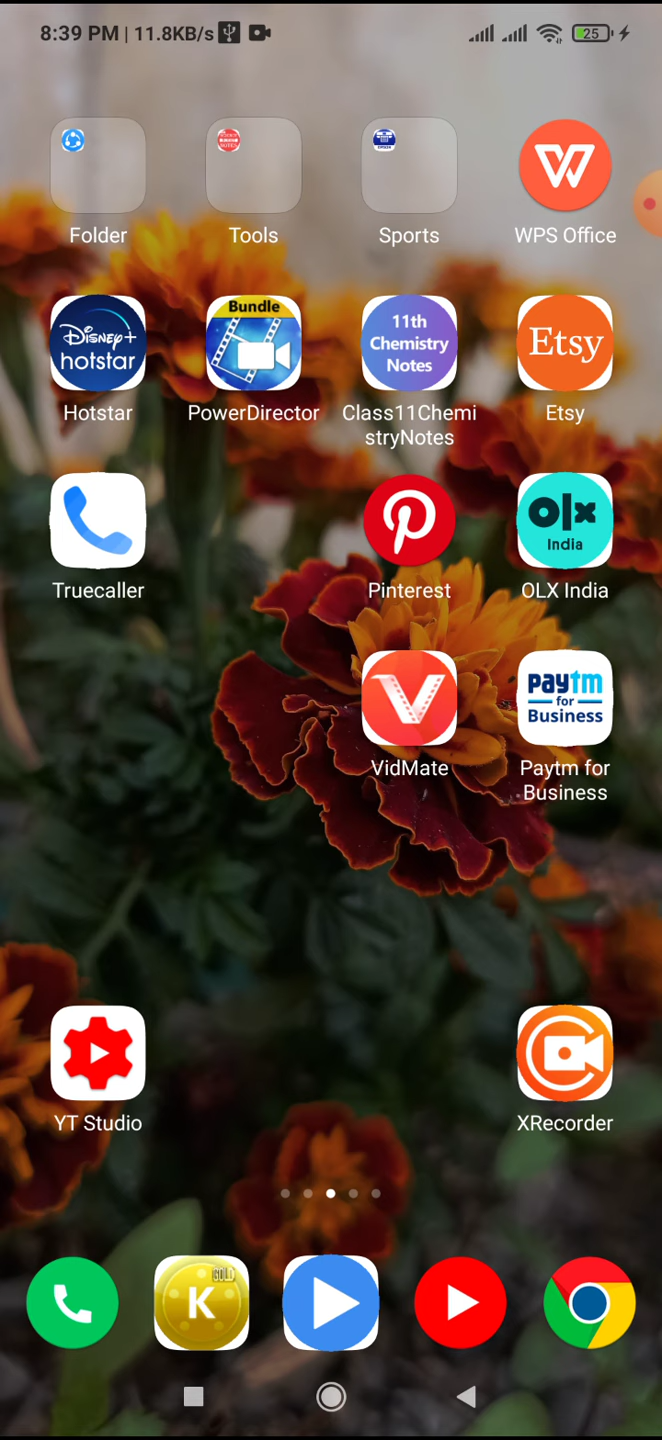 8:39 PM | 11.8KB/s
25
Folder
Tools
Sports
WPS Office
Disney+
hotstar
Bundle
11th
Chemistry
Notes
Etsy
Hotstar
PowerDirector
Class11Chemi
stryNotes
Etsy
olx
India
Truecaller
Pinterest
OLX India
paytm
for
Business
VidMate
Paytm for
Business
YT Studio
XRecorder
GOLD
K